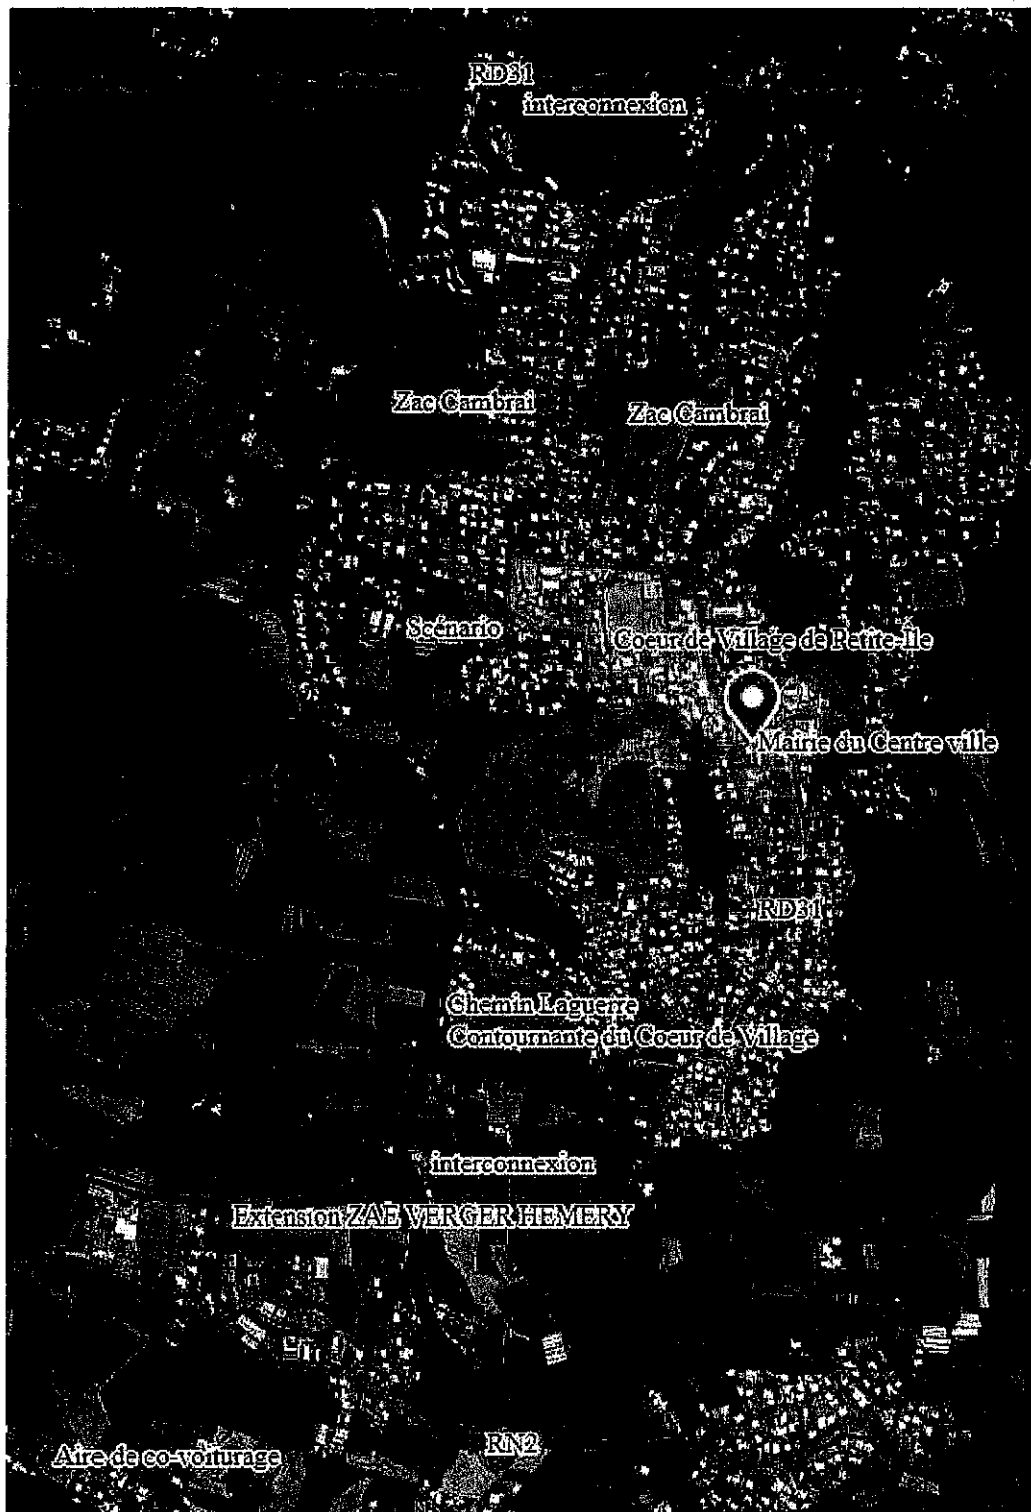 RD31
interconnexion
Zac Cambrai
Zac Cambrai
Scénario
Coeur de Village de Petite-Ile
Mairie du Centre ville
RD31
Chemin Laguerre
Contournante du Coeur de Village
interconnexion
Extension ZAE VERGER HEMERY
RN2
Aire de co-voiturage